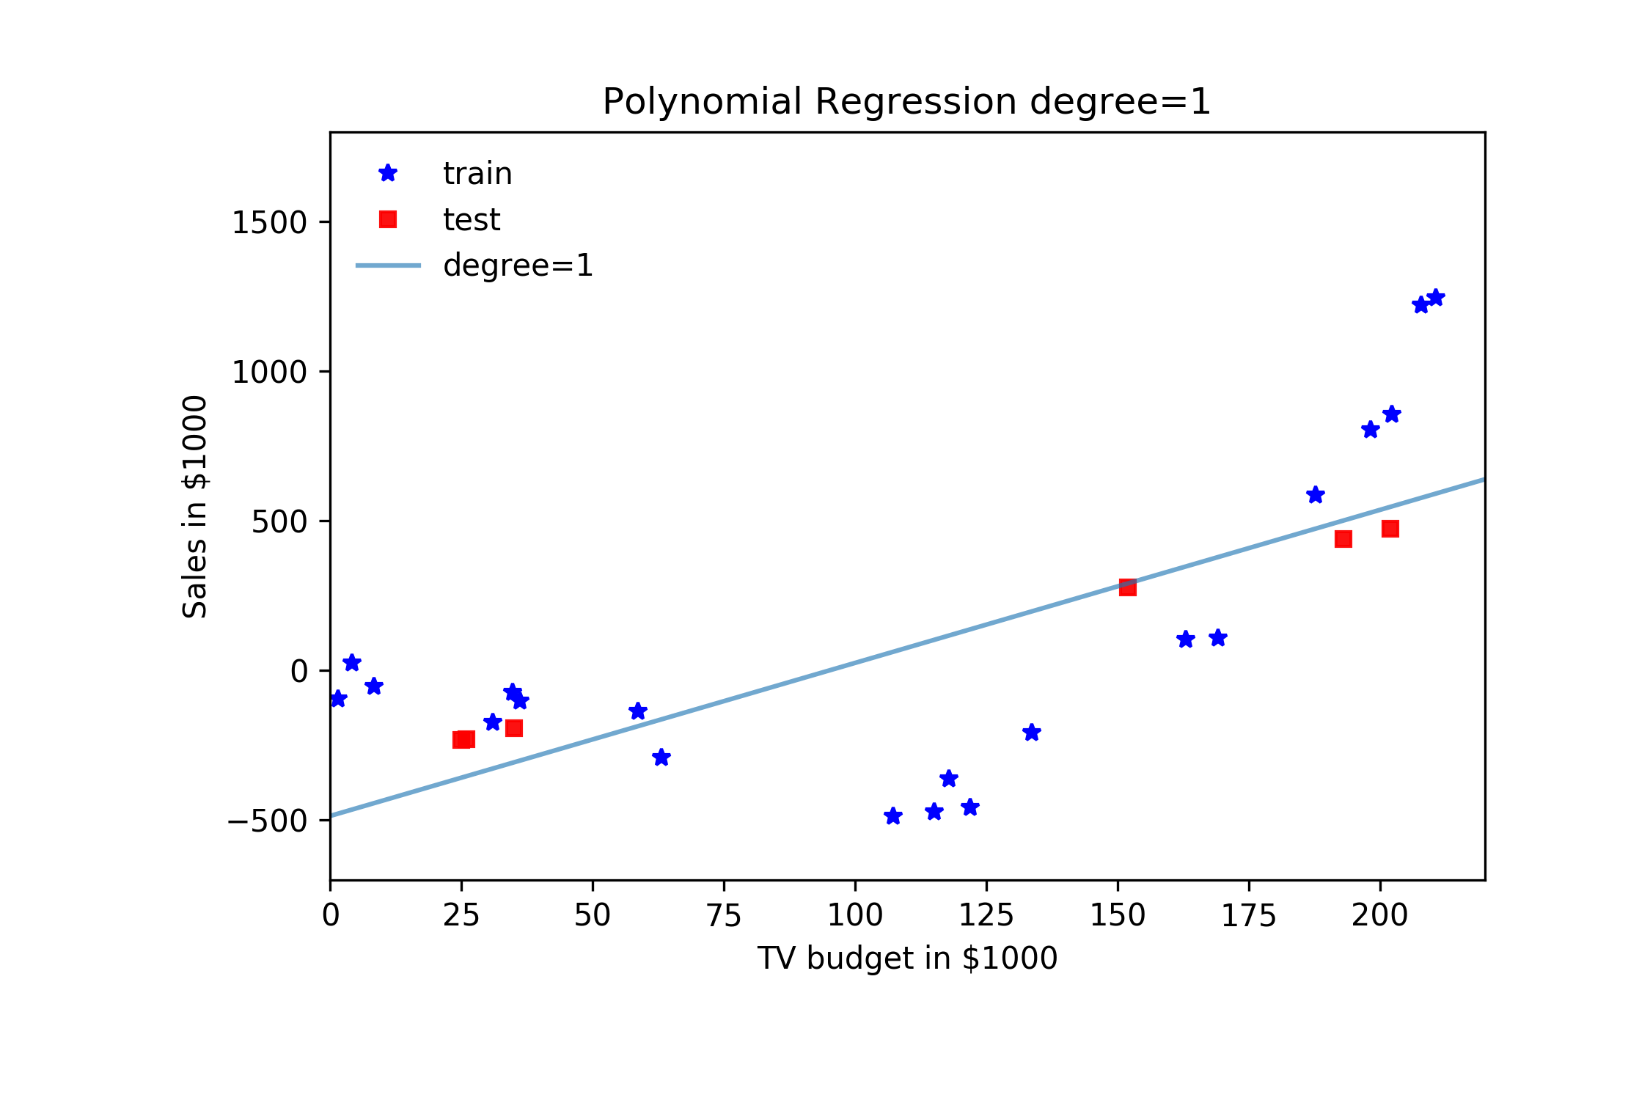 Polynomial Regression degree=1
train
test
degree=1
1500
1000
500
0
−500
Sales in $1000
0 25 50 75 100 125 150 175 200
TV budget in $1000